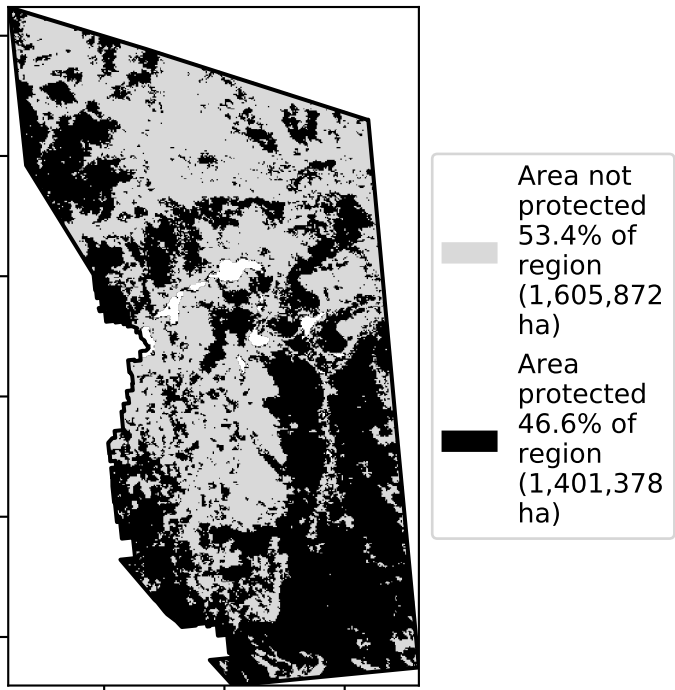 Area not
protected
53.4% of
region
(1,605,872
ha)
Area
protected
46.6% of
region
(1,401,378
ha)